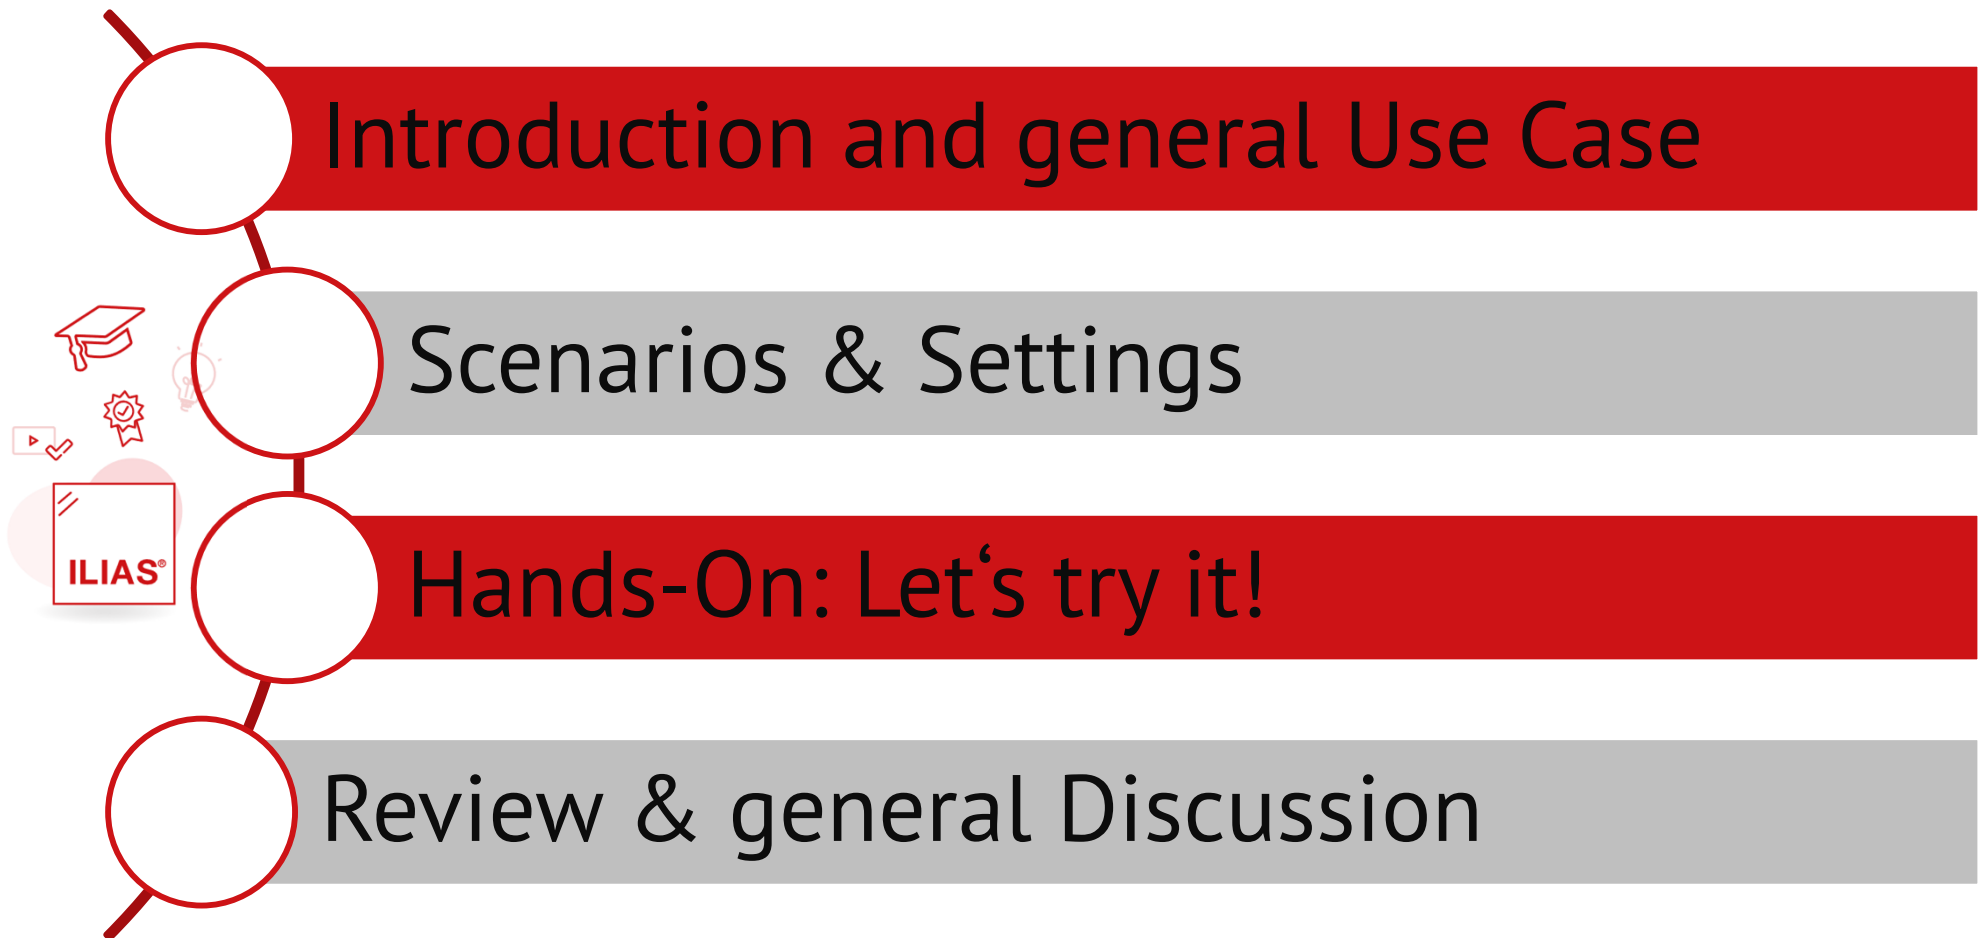 Introduction and general Use Case
Scenarios & Settings
ILIAS®
Hands-On: Let‘s try it!
Review & general Discussion